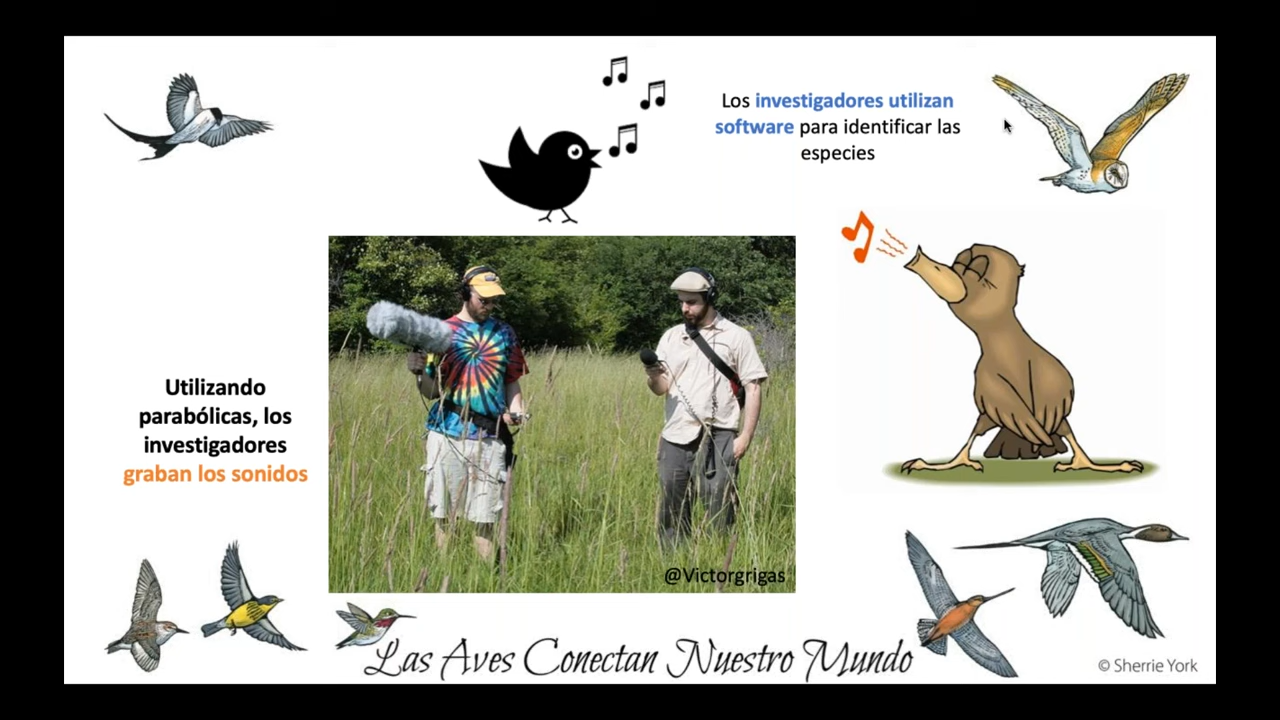 Los investigadores utilizan
software para identificar las
especies
Utilizando
parabólicas, los
investigadores
graban los sonidos
@Victorgrigas
Las Aves Conectan Nuestro Mundo
© Sherrie York